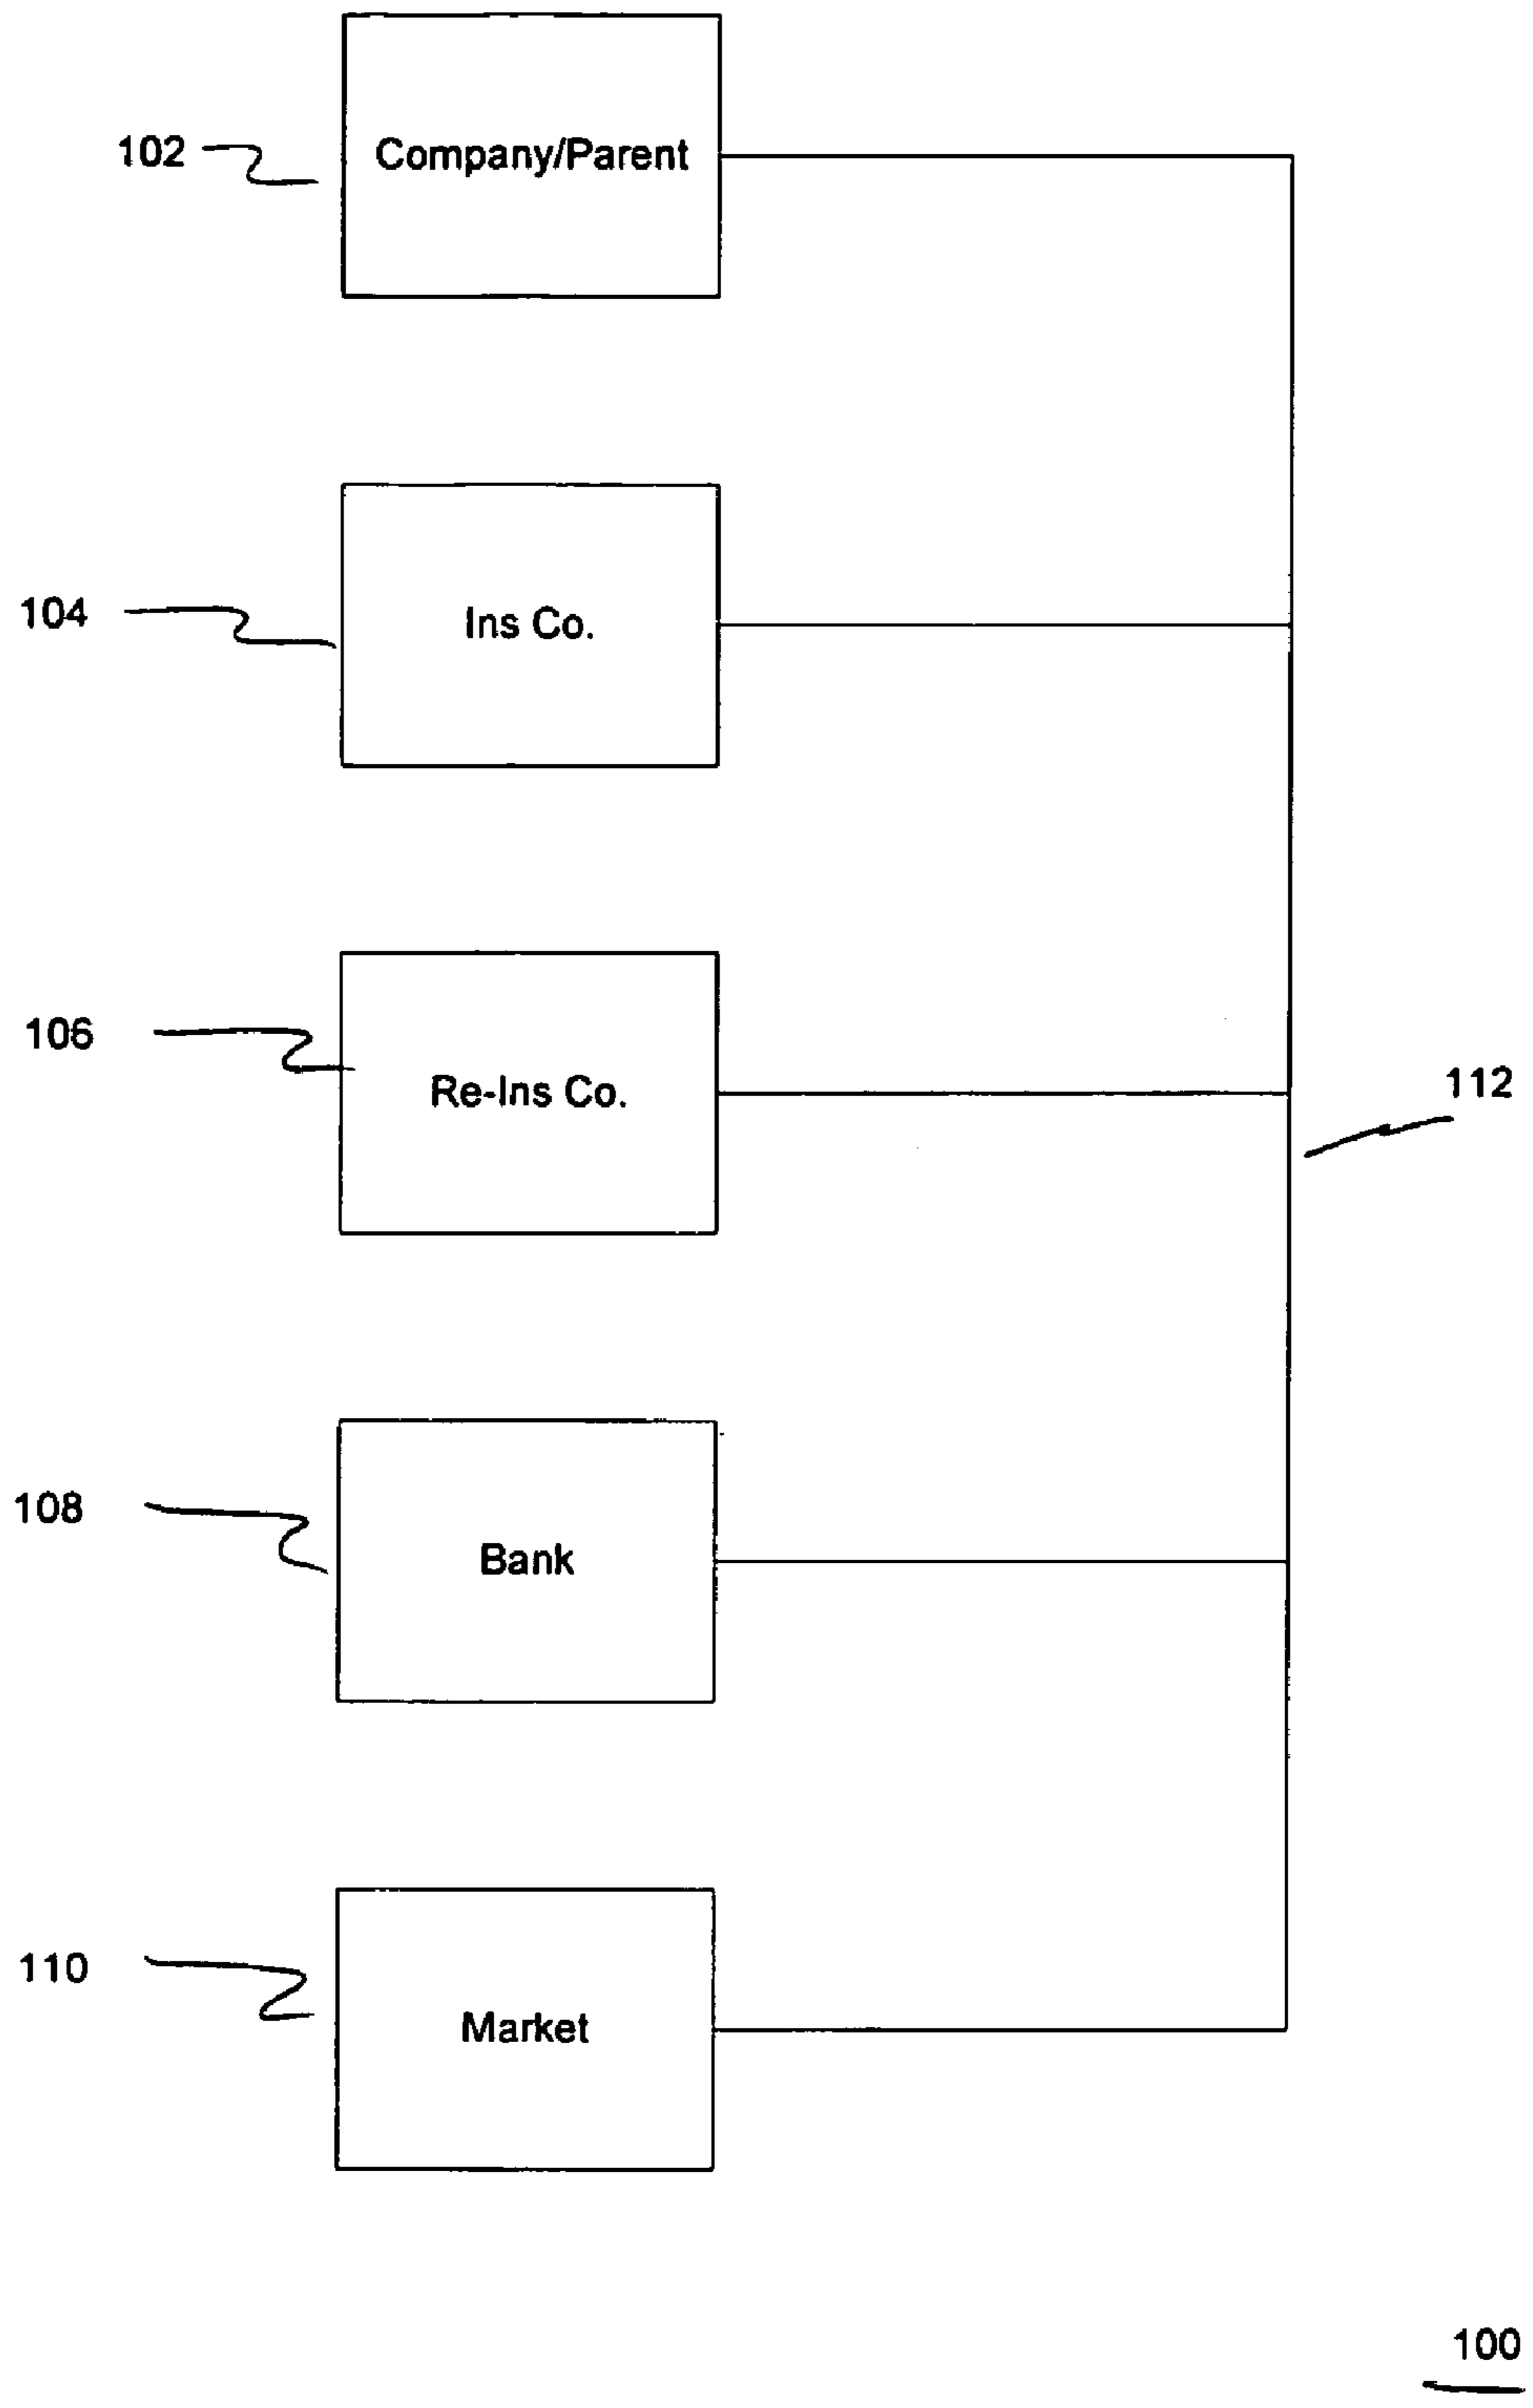 102
Company/Parent
104
Ins Co.
106
Re-Ins Co.
112
108
Bank
110
Market
100